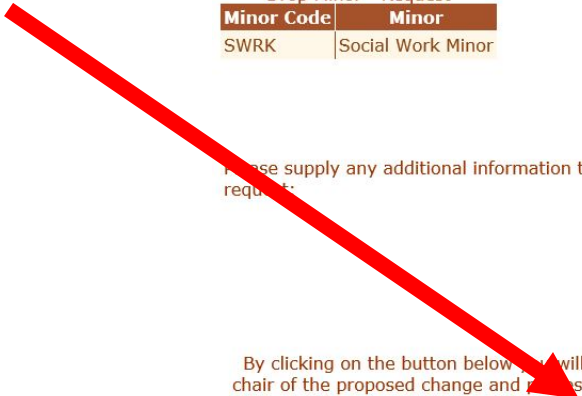 Minor Code Minor
SWRK Social Work Minor
supply any additional information
By clicking on the button below will
chair of the proposed change and